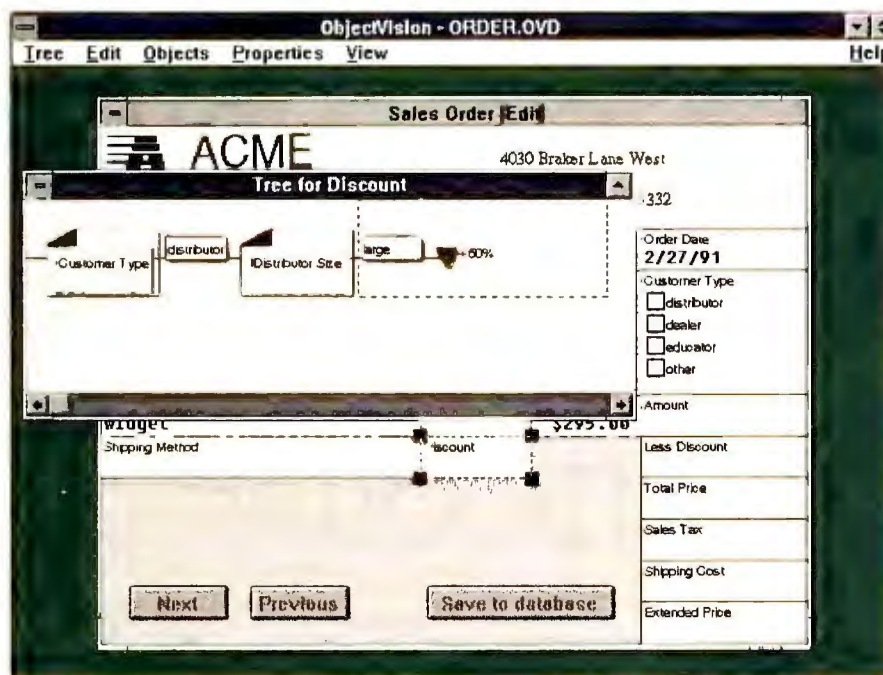 ObjectVision - ORDER.OVD
Tree Edit Objects Properties View Help
Sales Order Edit
ACME
4030 Braker Lane West
Tree for Discount
332
Customer Type
distributor
Distributor Size
large
60%
Order Date
2/27/91
Customer Type
distributor
dealer
educator
other
Amount
Widget
$295.00
Shipping Method
iscount
Less Discount
Total Price
Sales Tax
Shipping Cost
Next
Previous
Save to database
Extended Price